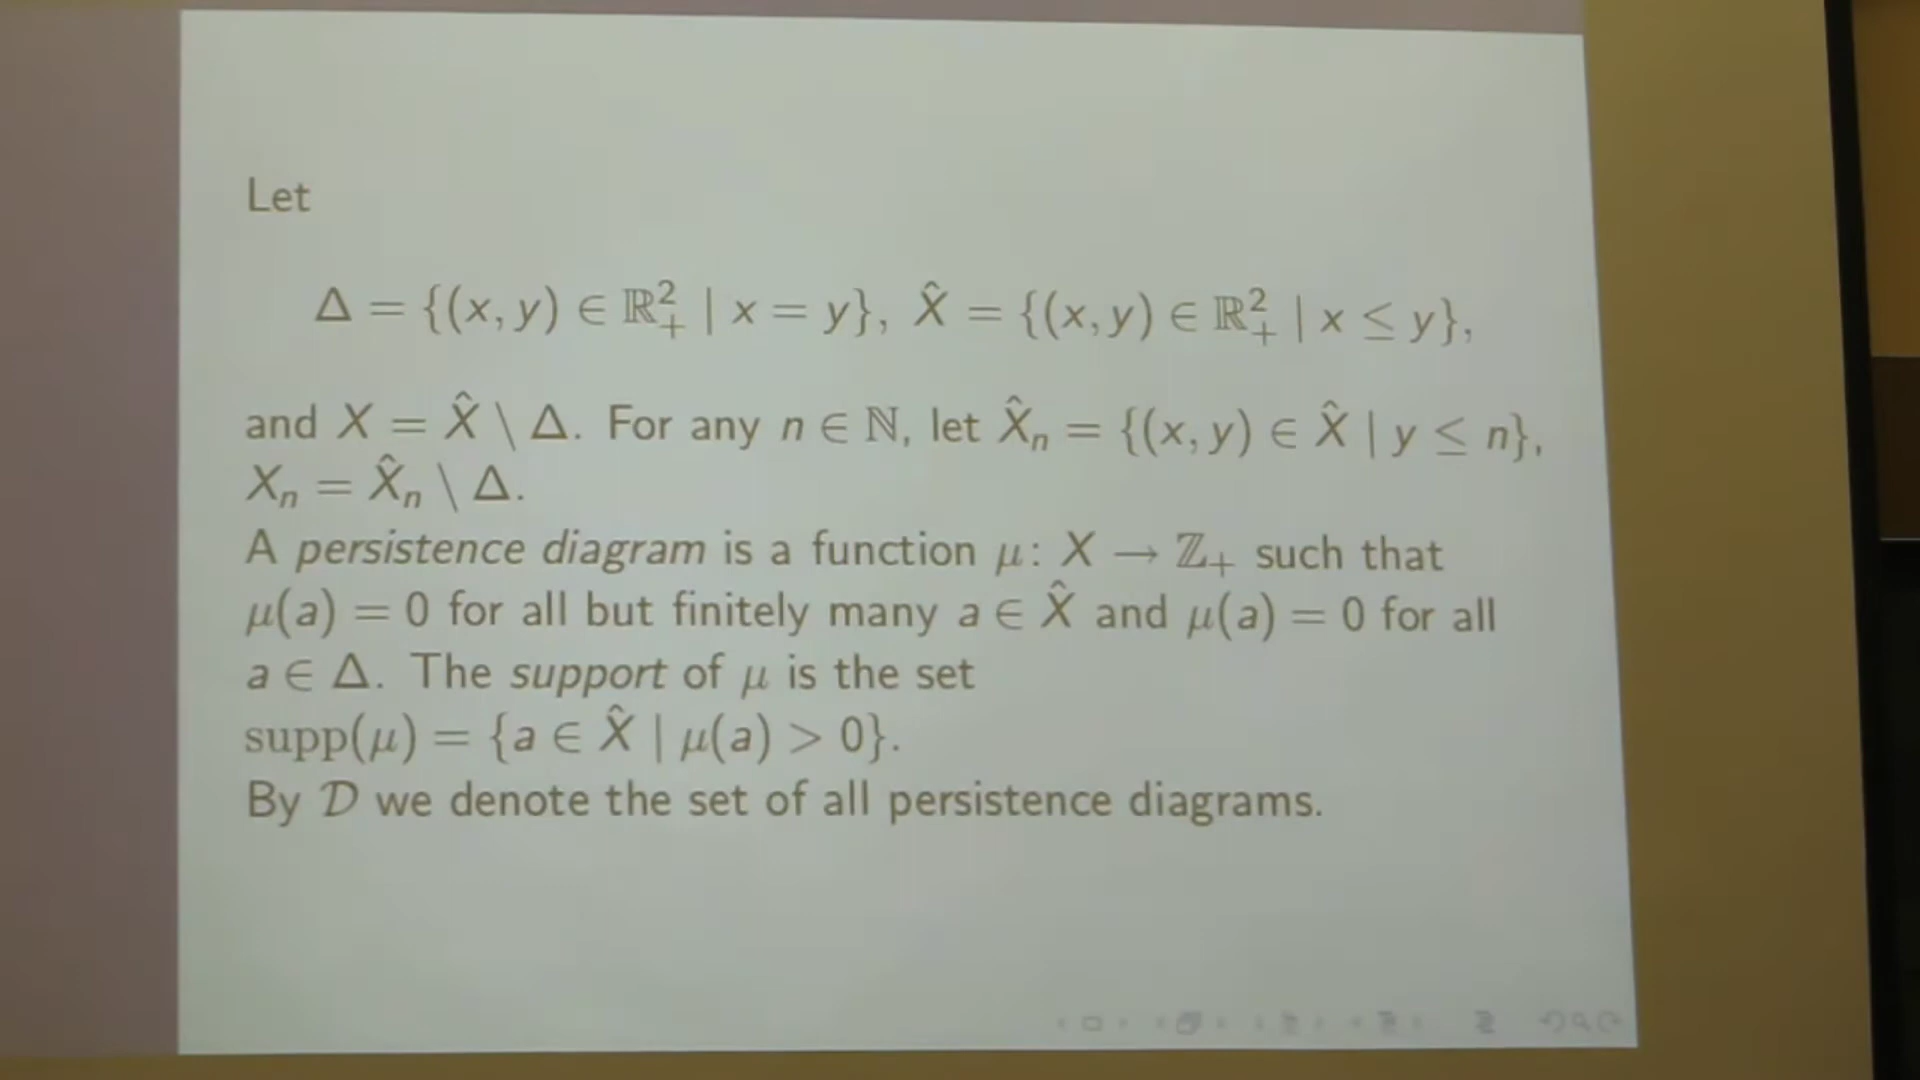 Let
Δ = {(x, y) ∈ ℝ²₊ | x = y}, X̂ = {(x, y) ∈ ℝ²₊ | x ≤ y},
and X = X̂ \ Δ. For any n ∈ ℕ, let X̂ₙ = {(x, y) ∈ X̂ | y ≤ n},
Xₙ = X̂ₙ \ Δ.
A persistence diagram is a function μ: X → ℤ₊ such that
μ(a) = 0 for all but finitely many a ∈ X̂ and μ(a) = 0 for all
a ∈ Δ. The support of μ is the set
supp(μ) = {a ∈ X̂ | μ(a) > 0}.
By 𝒟 we denote the set of all persistence diagrams.